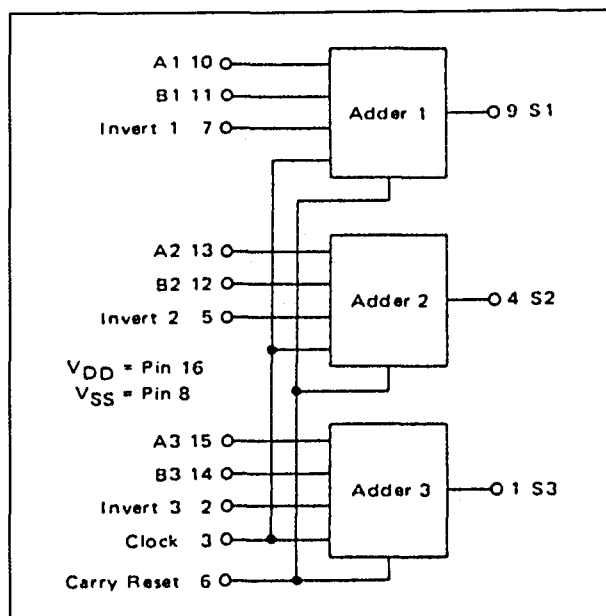 A1 10
B1 11
Invert 1 7
Adder 1
9 S1
A2 13
B2 12
Invert 2 5
Adder 2
4 S2
VDD = Pin 16
VSS = Pin 8
A3 15
B3 14
Invert 3 2
Clock 3
Carry Reset 6
Adder 3
1 S3